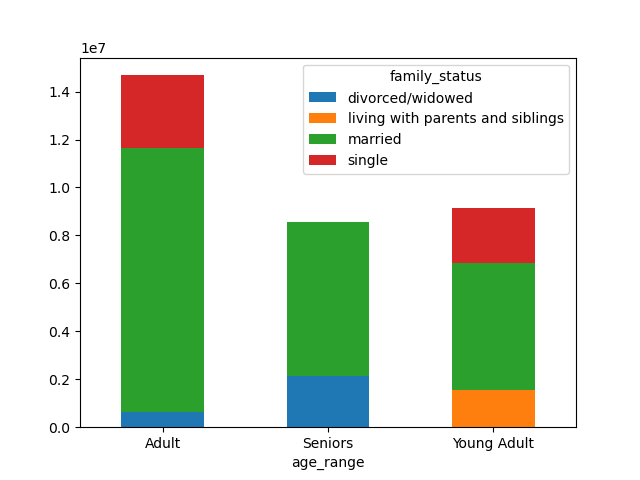 1e7
1.4
1.2
1.0
0.8
0.6
0.4
0.2
0.0
family_status
divorced/widowed
living with parents and siblings
married
single
Adult
Seniors
Young Adult
age_range